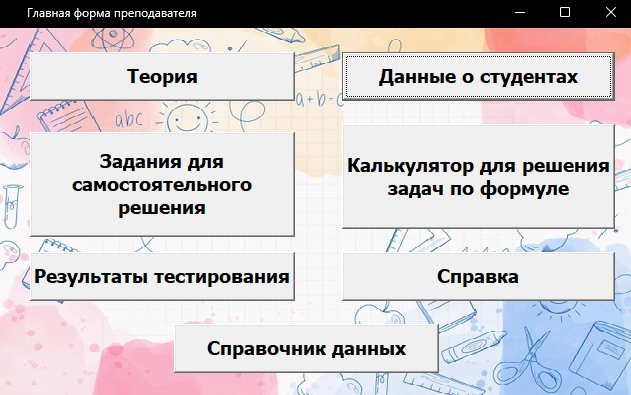 Главная форма преподавателя
Теория
Данные о студентах
a+b=c
abc
Задания для
самостоятельного
решения
Калькулятор для решения
задач по формуле
Результаты тестирования
Справка
Справочник данных